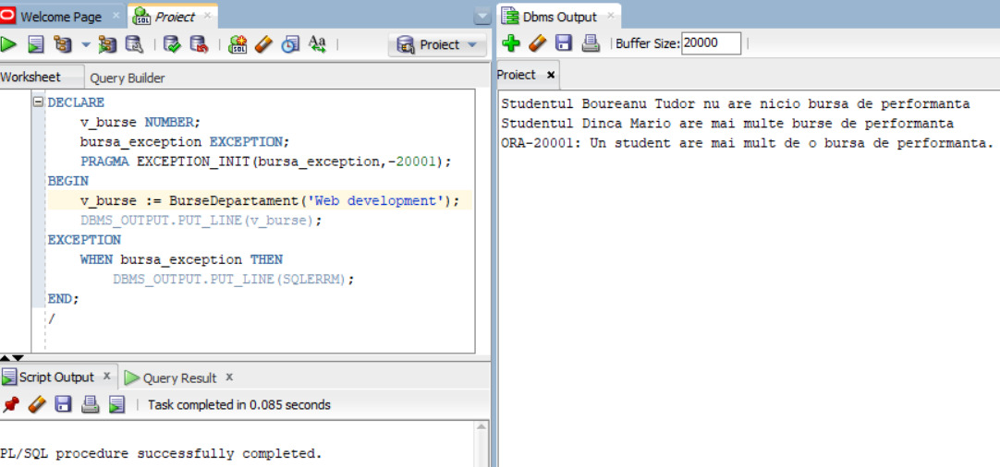 Welcome Page × Proiect ×
Proiect
Worksheet Query Builder
DECLARE
v_burse NUMBER;
bursa_exception EXCEPTION;
PRAGMA EXCEPTION_INIT(bursa_exception,-20001);
BEGIN
v_burse := BurseDepartament('Web development');
DBMS_OUTPUT.PUT_LINE(v_burse);
EXCEPTION
WHEN bursa_exception THEN
DBMS_OUTPUT.PUT_LINE(SQLERRM);
END;
/
Script Output × Query Result ×
Task completed in 0.085 seconds
PL/SQL procedure successfully completed.
Dbms Output ×
Buffer Size: 20000
Proiect ×
Studentul Boureanu Tudor nu are nicio bursa de performanta
Studentul Dinca Mario are mai multe burse de performanta
ORA-20001: Un student are mai mult de o bursa de performanta.